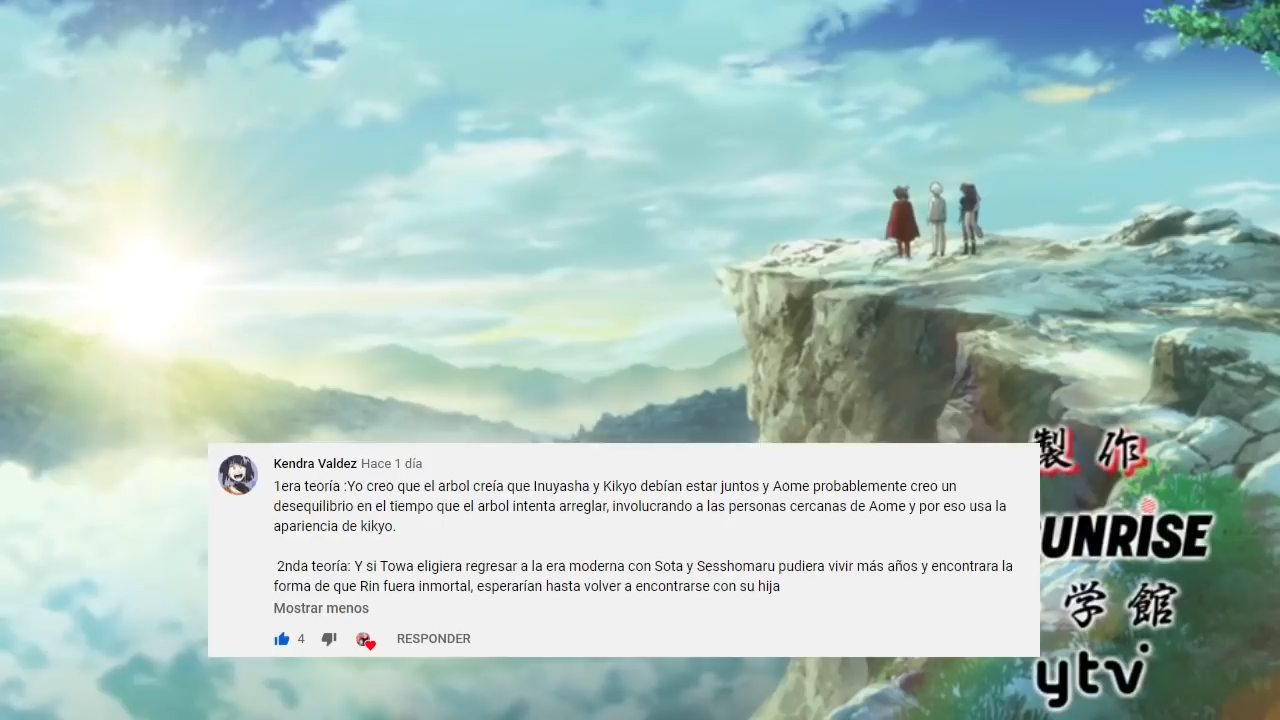 Kendra Valdez Hace 1 día
1era teoría :Yo creo que el arbol creía que Inuyasha y Kikyo debían estar juntos y Aome probablemente creo un
desequilibrio en el tiempo que el arbol intenta arreglar, involucrando a las personas cercanas de Aome y por eso usa la
apariencia de kikyo.
2nda teoría: Y si Towa eligiera regresar a la era moderna con Sota y Sesshomaru pudiera vivir más años y encontrara la
forma de que Rin fuera inmortal, esperarían hasta volver a encontrarse con su hija
Mostrar menos
4 RESPONDER
製作
UNRISE
学館
ytv